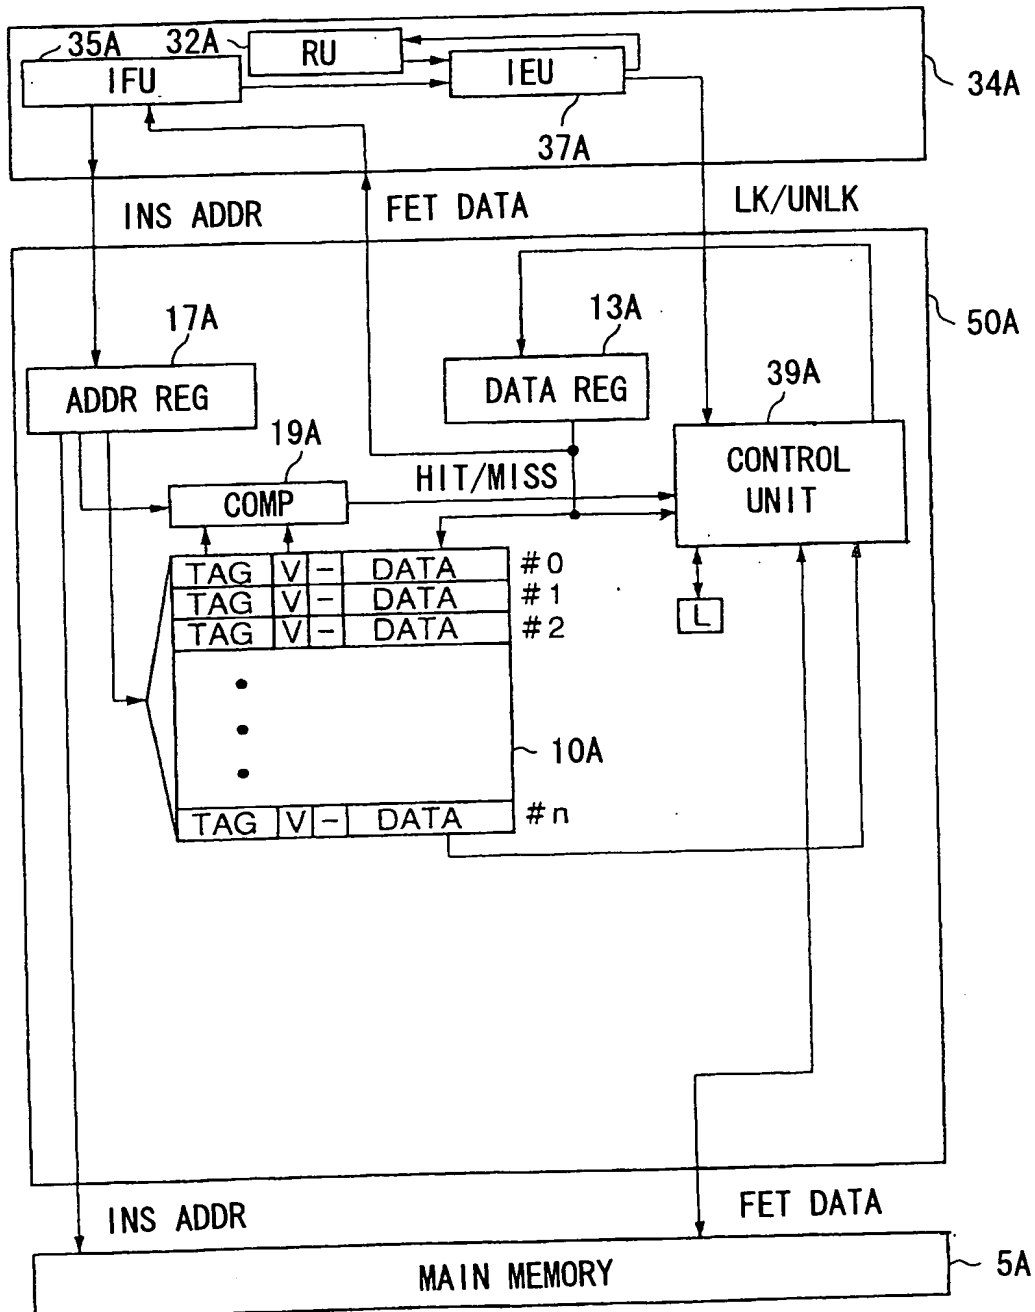 35A
32A
RU
IFU
IEU
34A
37A
INS ADDR
FET DATA
LK/UNLK
17A
13A
50A
ADDR REG
DATA REG
39A
19A
CONTROL
UNIT
HIT/MISS
COMP
TAG V - DATA #0
TAG V - DATA #1
TAG V - DATA #2
L
10A
TAG V - DATA #n
INS ADDR
FET DATA
MAIN MEMORY
5A